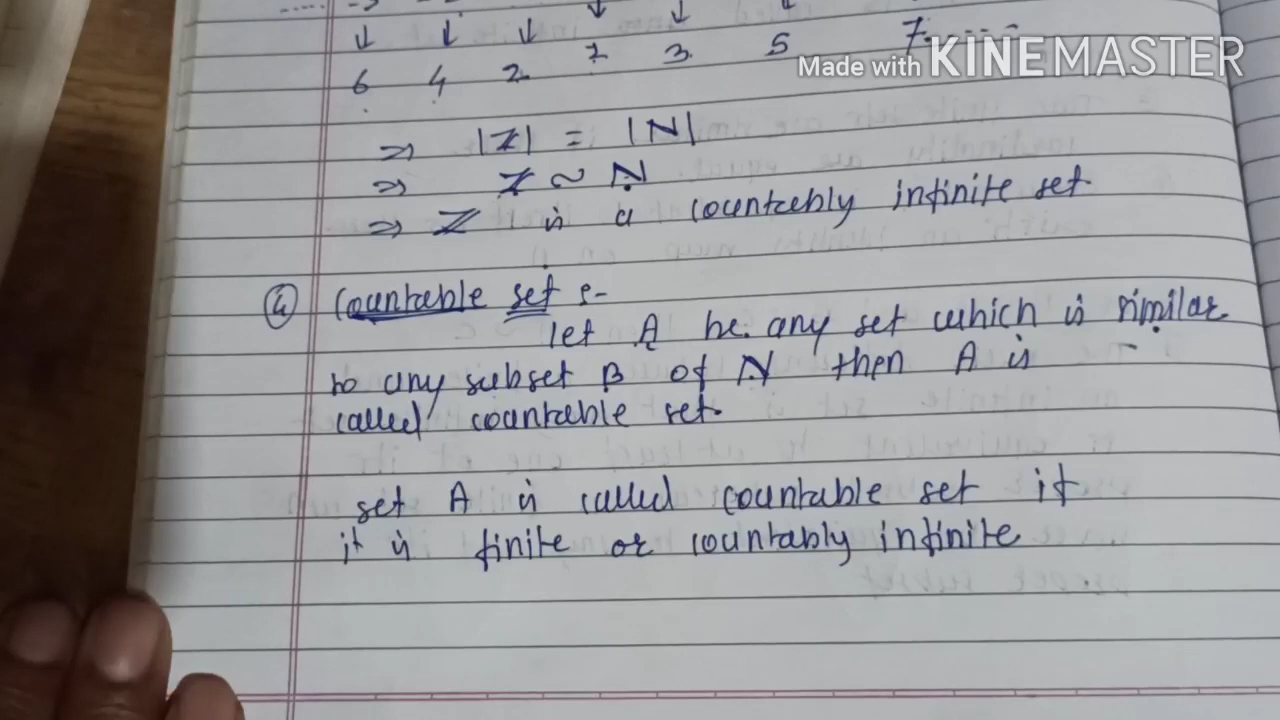 ..... -3
↓ ↓ ↓ ↓ ↓ ↓
6 4 2 1 3 5 7.....
Made with KINEMASTER
⇒ |Z| = |N|
⇒ Z ~ N
⇒ Z is a countably infinite set
④ Countable set :-
let A be any set which is similar
to any subset B of N then A is
called countable set.
set A is called countable set if
it is finite or countably infinite